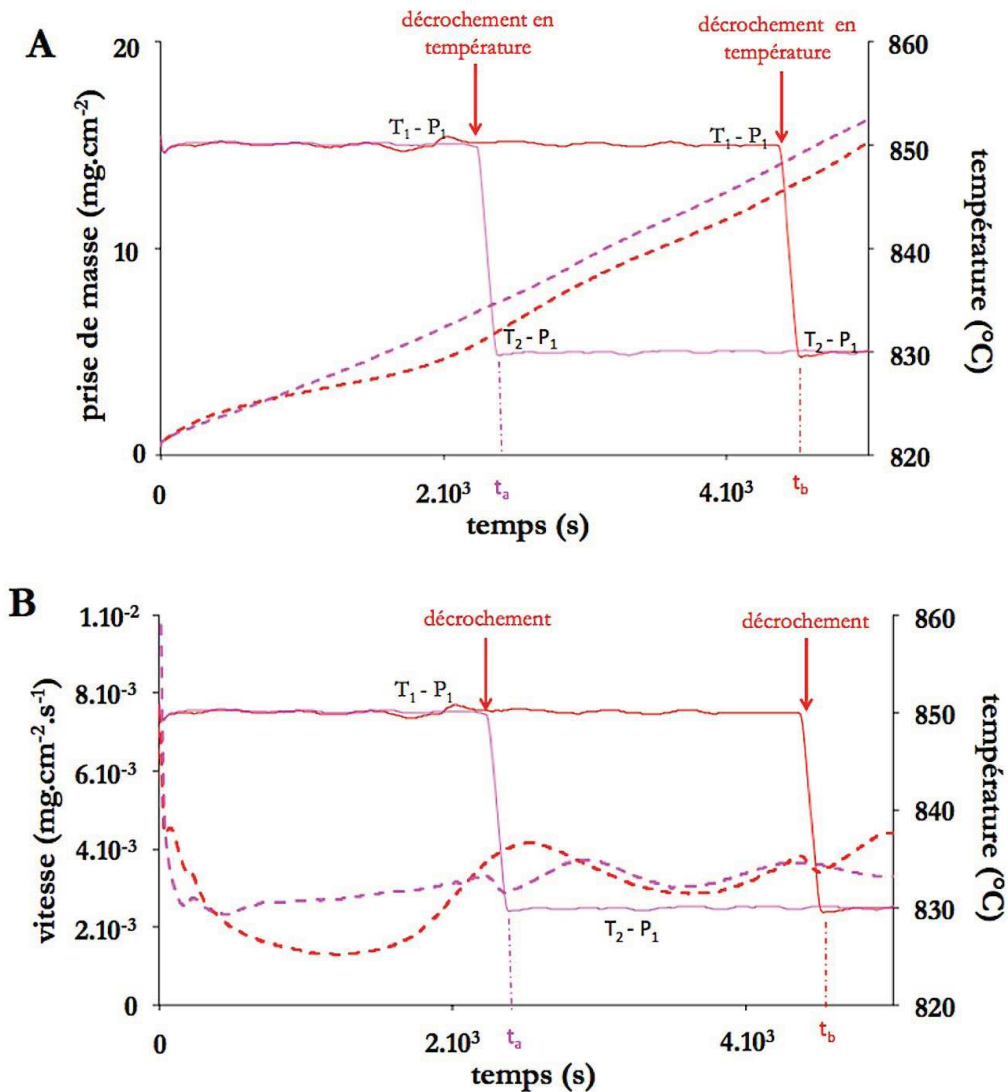 A
décrochement en
température
décrochement en
température
20
10
0
prise de masse (mg.cm-2)
T1 - P1
T1 - P1
T2 - P1
T2 - P1
860
850
840
830
820
température (°C)
0
2.10³
ta
4.10³
tb
temps (s)
B
décrochement
décrochement
1.10-2
8.10-3
6.10-3
4.10-3
2.10-3
0
vitesse (mg.cm-2.s-1)
T1 - P1
T2 - P1
860
850
840
830
820
température (°C)
0
2.10³
ta
4.10³
tb
temps (s)